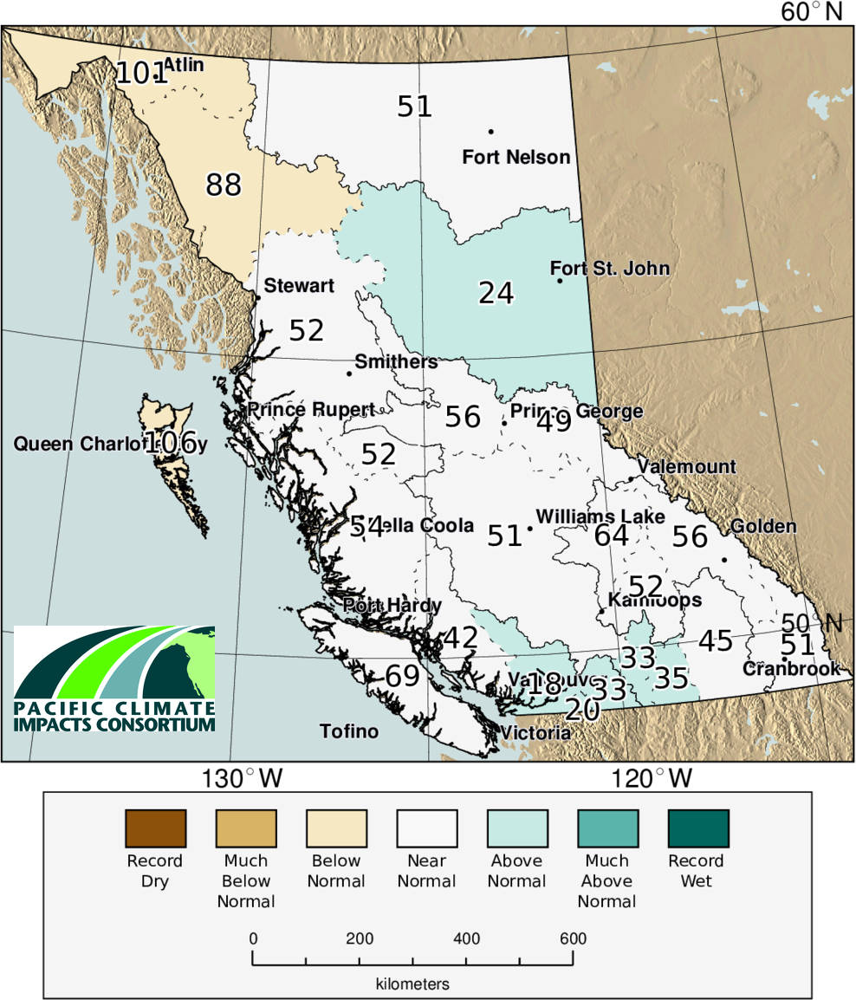 60° N
101
Atlin
51
Fort Nelson
88
Fort St. John
24
Stewart
52
Smithers
Prince Rupert
56
49
George
Queen
106
52
Valemount
54
ella Coola
51
Williams Lake
64
56
Golden
52
Port Hardy
50 N
42
33
45
51
Cranbrook
69
18
33
35
20
Tofino
Victoria
PACIFIC CLIMATE
IMPACTS CONSORTIUM
130°W
120°W
Record
Dry
Much
Below
Normal
Below
Normal
Near
Normal
Above
Normal
Much
Above
Normal
Record
Wet
0 200 400 600
kilometers